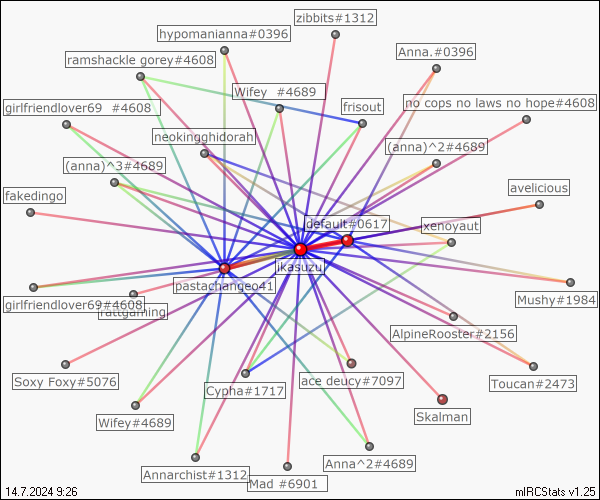 zibbits#1312
hypomanianna#0396
Anna.#0396
ramshackle gorey#4608
Wifey #4689
no cops no laws no hope#4608
girlfriendlover69 #4608
frisout
neokingghidorah
(anna)^2#4689
(anna)^3#4689
fakedingo
avelicious
default#0617
xenoyaut
ikasuzu
pastachangeo41
Mushy#1984
girlfriendlover69#4608
rattgaming
AlpineRooster#2156
Soxy Foxy#5076
Cypha#1717
ace deucy#7097
Toucan#2473
Wifey#4689
Skalman
Annarchist#1312
Anna^2#4689
Mad #6901
14.7.2024 9:26
mIRCStats v1.25